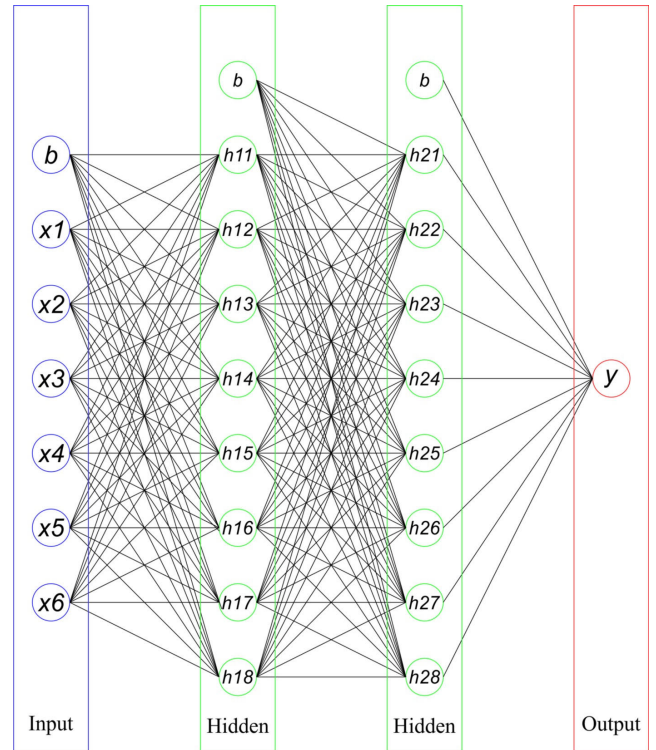 b
x1
x2
x3
x4
x5
x6
Input
b
h11
h12
h13
h14
h15
h16
h17
h18
Hidden
b
h21
h22
h23
h24
h25
h26
h27
h28
Hidden
y
Output